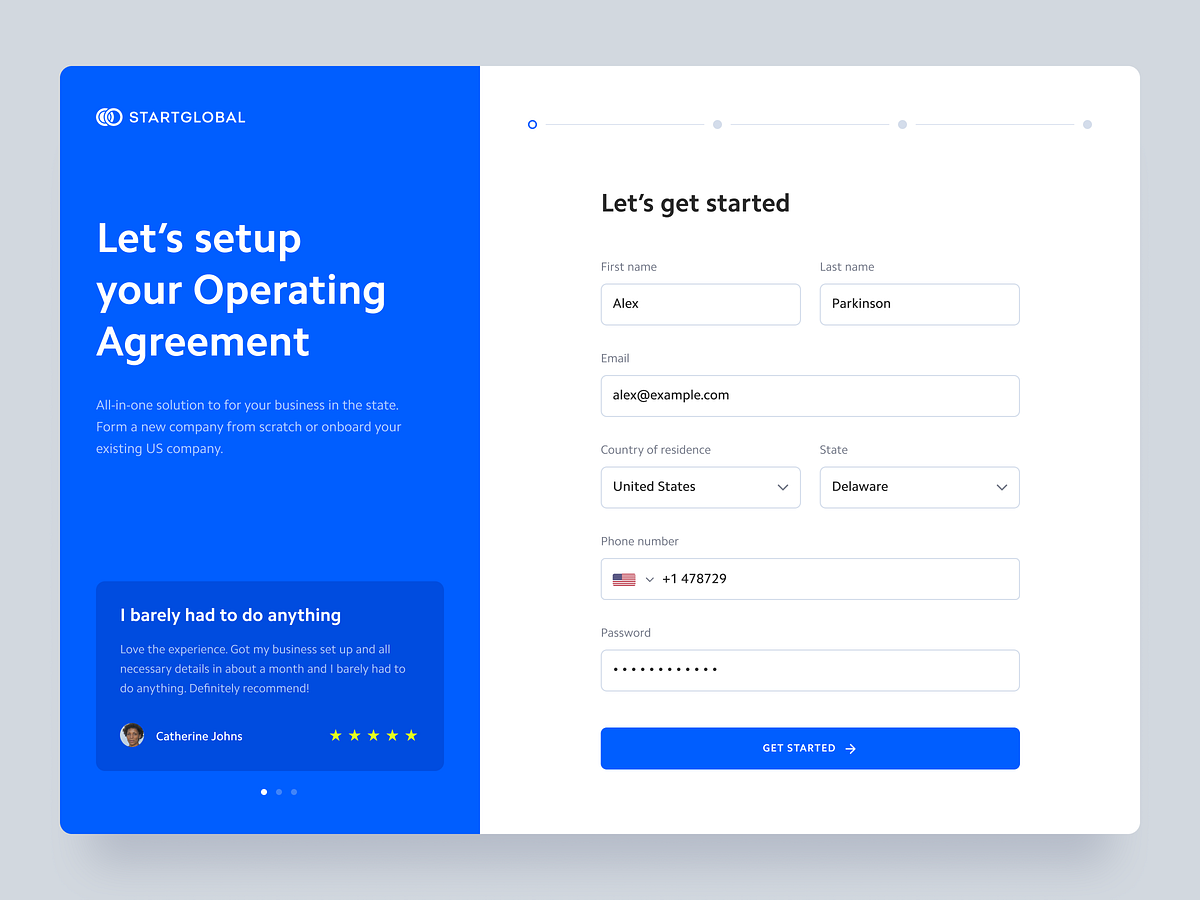 STARTGLOBAL
Let’s setup
your Operating
Agreement
All-in-one solution to for your business in the state.
Form a new company from scratch or onboard your
existing US company.
I barely had to do anything
Love the experience. Got my business set up and all
necessary details in about a month and I barely had to
do anything. Definitely recommend!
Catherine Johns
Let’s get started
First name
Last name
Alex
Parkinson
Email
alex@example.com
Country of residence
State
United States
Delaware
Phone number
+1 478729
Password
••••••••••••
GET STARTED →